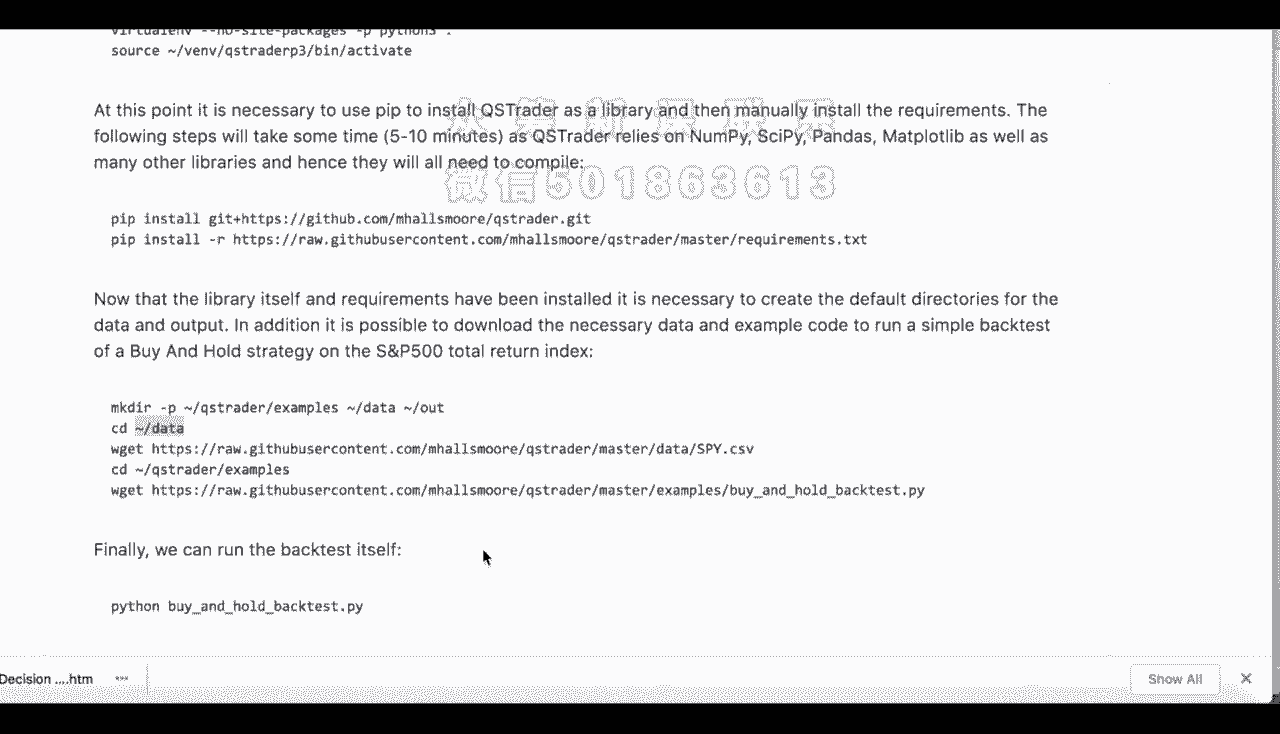 virtualenv --no-site-packages -p python3 .
source ~/venv/qstraderp3/bin/activate
At this point it is necessary to use pip to install QSTrader as a library and then manually install the requirements. The
following steps will take some time (5-10 minutes) as QSTrader relies on NumPy, SciPy, Pandas, Matplotlib as well as
many other libraries and hence they will all need to compile:
微信501863613
pip install git+https://github.com/mhallsmoore/qstrader.git
pip install -r https://raw.githubusercontent.com/mhallsmoore/qstrader/master/requirements.txt
Now that the library itself and requirements have been installed it is necessary to create the default directories for the
data and output. In addition it is possible to download the necessary data and example code to run a simple backtest
of a Buy And Hold strategy on the S&P500 total return index:
mkdir -p ~/qstrader/examples ~/data ~/out
cd ~/data
wget https://raw.githubusercontent.com/mhallsmoore/qstrader/master/data/SPY.csv
cd ~/qstrader/examples
wget https://raw.githubusercontent.com/mhallsmoore/qstrader/master/examples/buy_and_hold_backtest.py
Finally, we can run the backtest itself:
python buy_and_hold_backtest.py
Decision ....htm
Show All